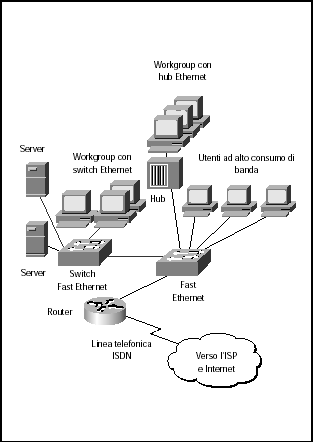 Workgroup con
hub Ethernet
Server
Workgroup con
switch Ethernet
Utenti ad alto consumo di
banda
Hub
Server
Switch
Fast Ethernet
Fast
Ethernet
Router
Linea telefonica
ISDN
Verso l'ISP
e Internet